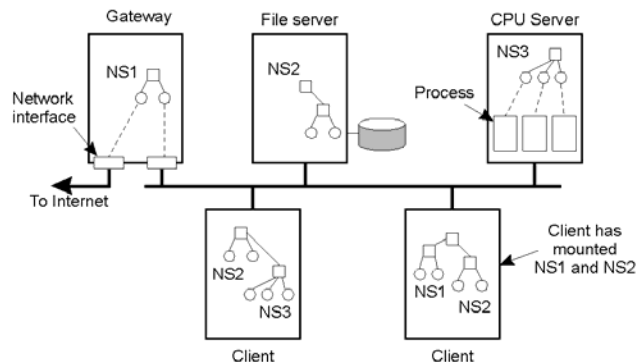 Gateway
File server
CPU Server
NS1
NS2
NS3
Network
interface
Process
To Internet
NS2
NS3
NS1
NS2
Client has
mounted
NS1 and NS2
Client
Client